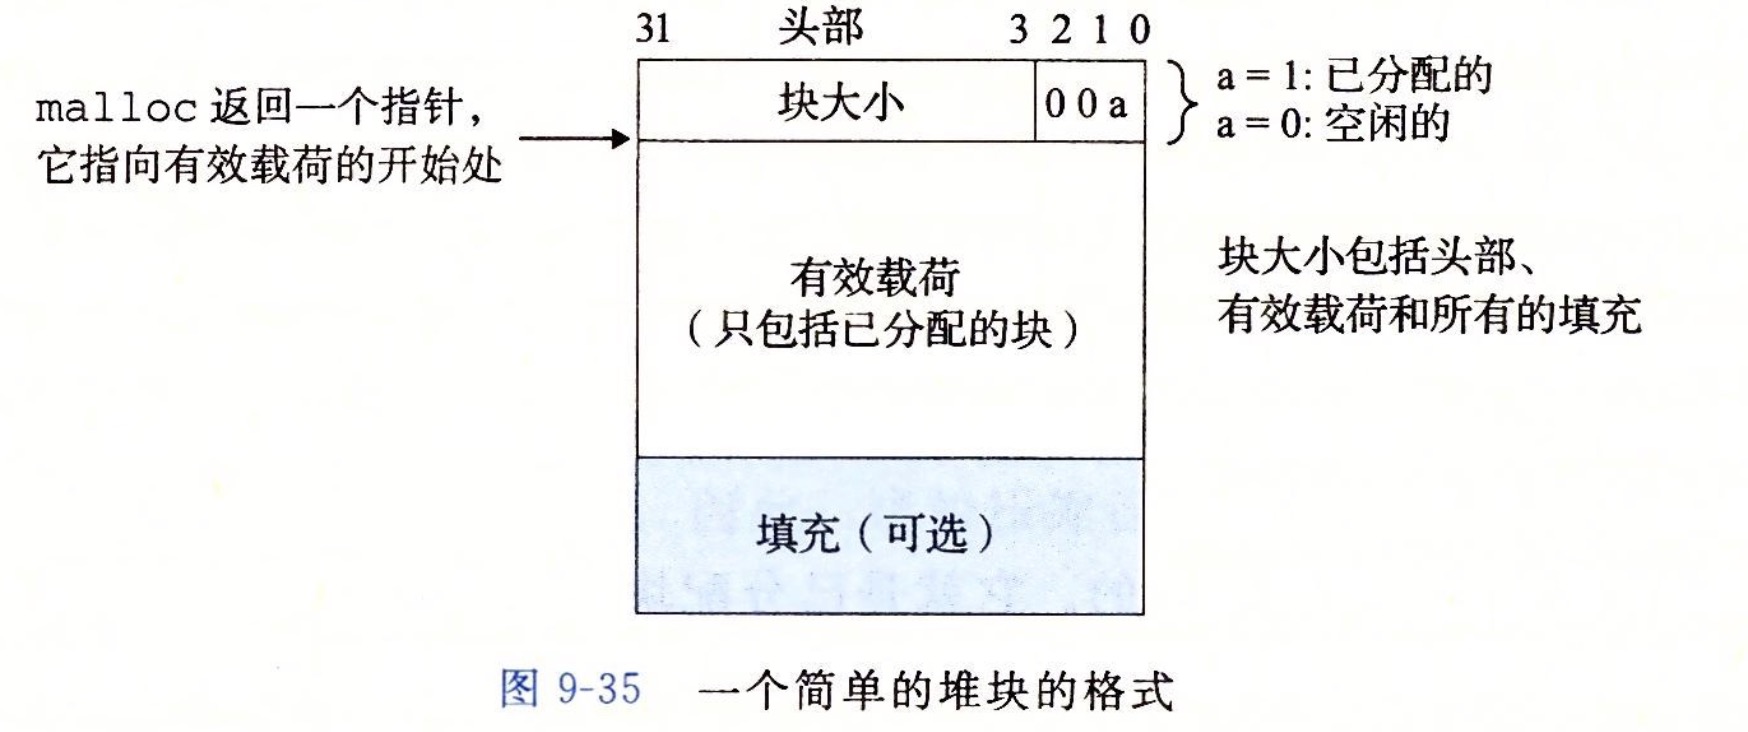 31 头部 3 2 1 0
malloc 返回一个指针，
它指向有效载荷的开始处
块大小 0 0 a
a = 1: 已分配的
a = 0: 空闲的
有效载荷
（只包括已分配的块）
块大小包括头部、
有效载荷和所有的填充
填充（可选）
图 9-35 一个简单的堆块的格式